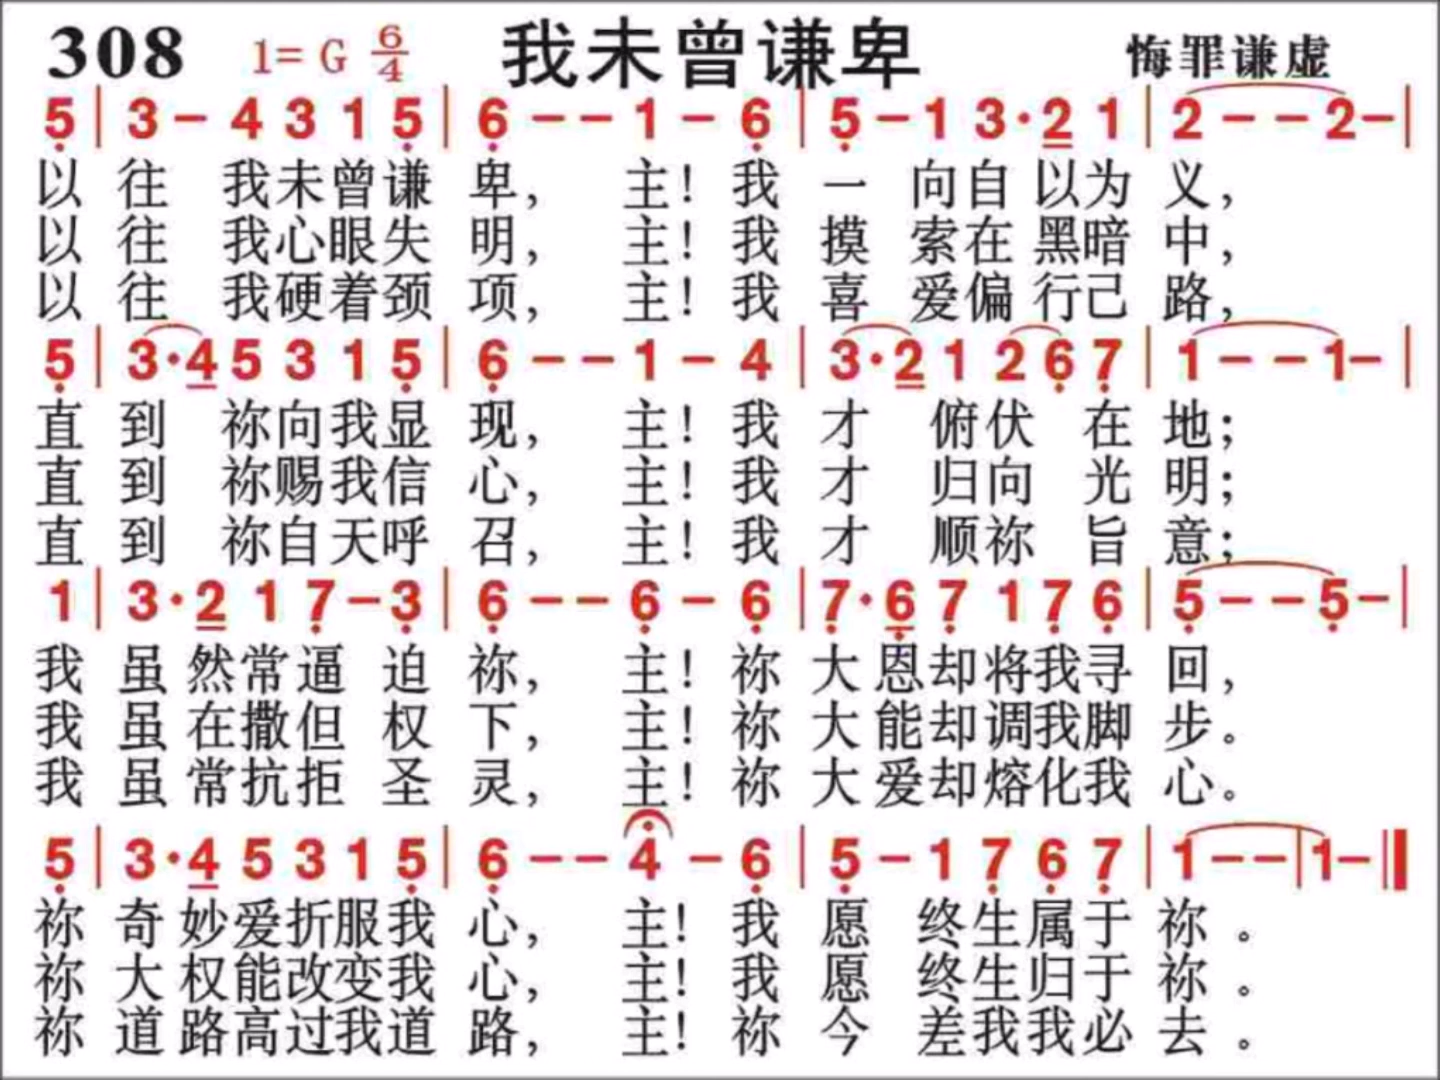 308 1= G 6/4 我未曾谦卑 悔罪谦虚
5 | 3 – 4 3 1 5 | 6 – – 1 – 6 | 5 – 1 3·2 1 | 2 – – 2 – |
以往我未曾谦卑，主！我一向自以为义，
以往我心眼失明，主！我摸索在黑暗中，
以往我硬着颈项，主！我喜爱偏行己路，
5 | 3·4 5 3 1 5 | 6 – – 1 – 4 | 3·2 1 2 6 7 | 1 – – 1 – |
直到祢向我显现，主！我才俯伏在地；
直到祢赐我信心，主！我才归向光明；
直到祢自天呼召，主！我才顺祢旨意；
1 | 3·2 1 7 – 3 | 6 – – 6 – 6 | 7·6 7 1 7 6 | 5 – – 5 – |
我虽然常逼迫祢，主！祢大恩却将我寻回，
我虽在撒但权下，主！祢大能却调我脚步。
我虽常抗拒圣灵，主！祢大爱却熔化我心。
5 | 3·4 5 3 1 5 | 6 – – 4 – 6 | 5 – 1 7 6 7 | 1 – – | 1 – ‖
祢奇妙爱折服我心，主！我愿终生属于祢。
祢大权能改变我心，主！我愿终生归于祢。
祢道路高过我道路，主！祢今差我我必去。